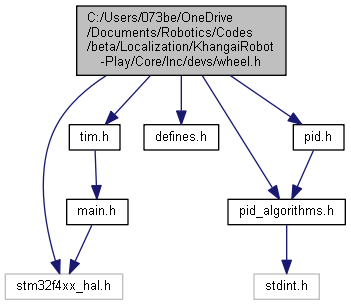 C:/Users/073be/OneDrive
/Documents/Robotics/Codes
/beta/Localization/KhangaiRobot
-Play/Core/Inc/devs/wheel.h
tim.h
defines.h
pid.h
main.h
pid_algorithms.h
stm32f4xx_hal.h
stdint.h